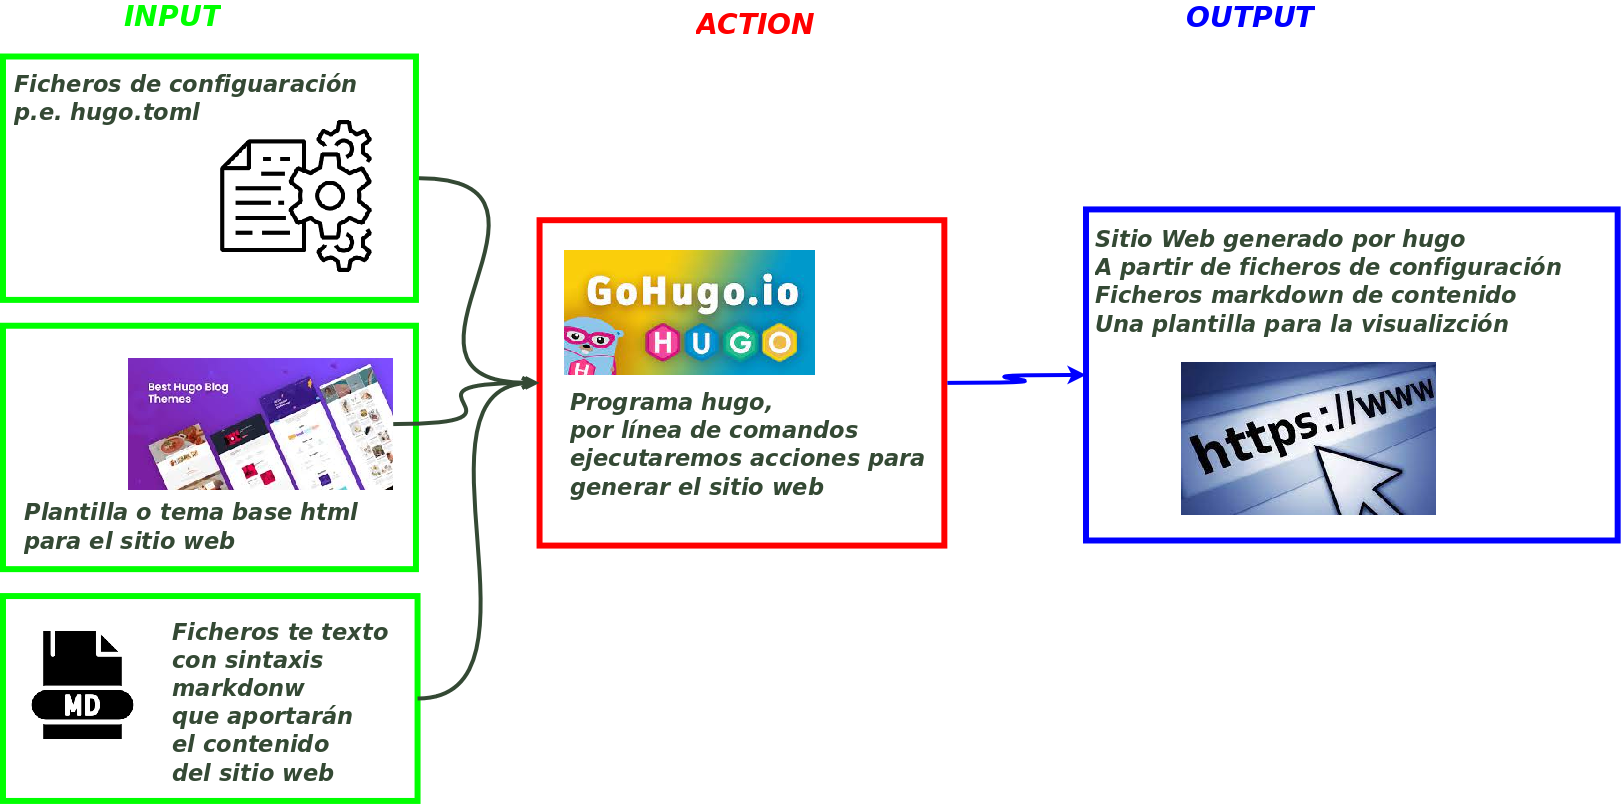 INPUT
ACTION
OUTPUT
Ficheros de configuaración
p.e. hugo.toml
Best Hugo Blog
Themes
Plantilla o tema base html
para el sitio web
MD
Ficheros te texto
con sintaxis
markdonw
que aportarán
el contenido
del sitio web
GoHugo.io
HUGO
H
Programa hugo,
por línea de comandos
ejecutaremos acciones para
generar el sitio web
Sitio Web generado por hugo
A partir de ficheros de configuración
Ficheros markdown de contenido
Una plantilla para la visualizción
https://www